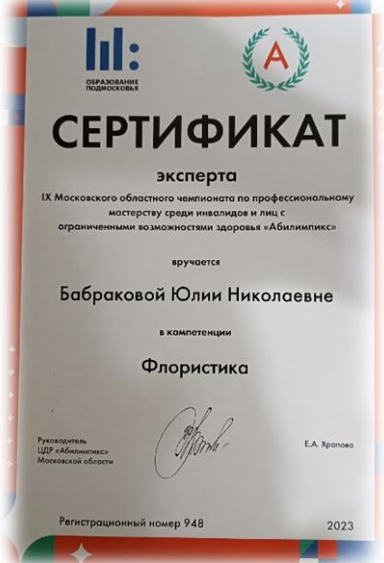 ОБРАЗОВАНИЕ
ПОДМОСКОВЬЯ
А
СЕРТИФИКАТ
эксперта
IX Московского областного чемпионата по профессиональному
мастерству среди инвалидов и лиц с
ограниченными возможностями здоровья «Абилимпикс»
вручается
Бабраковой Юлии Николаевне
в компетенции
Флористика
Руководитель
ЦДР «Абилимпикс»
Московской области
Е.А. Храпова
Регистрационный номер 948
2023